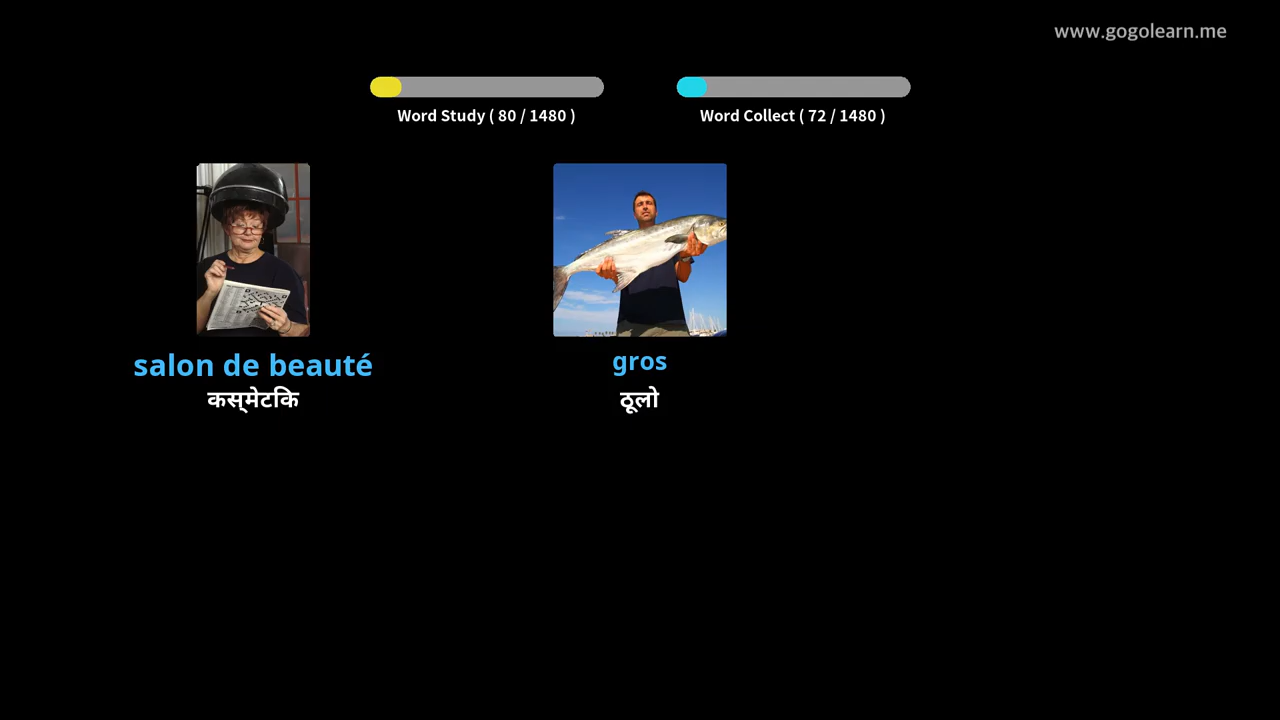 www.gogolearn.me
Word Study ( 80 / 1480 )
Word Collect ( 72 / 1480 )
salon de beauté
कस्मेटकि
gros
ठूलो